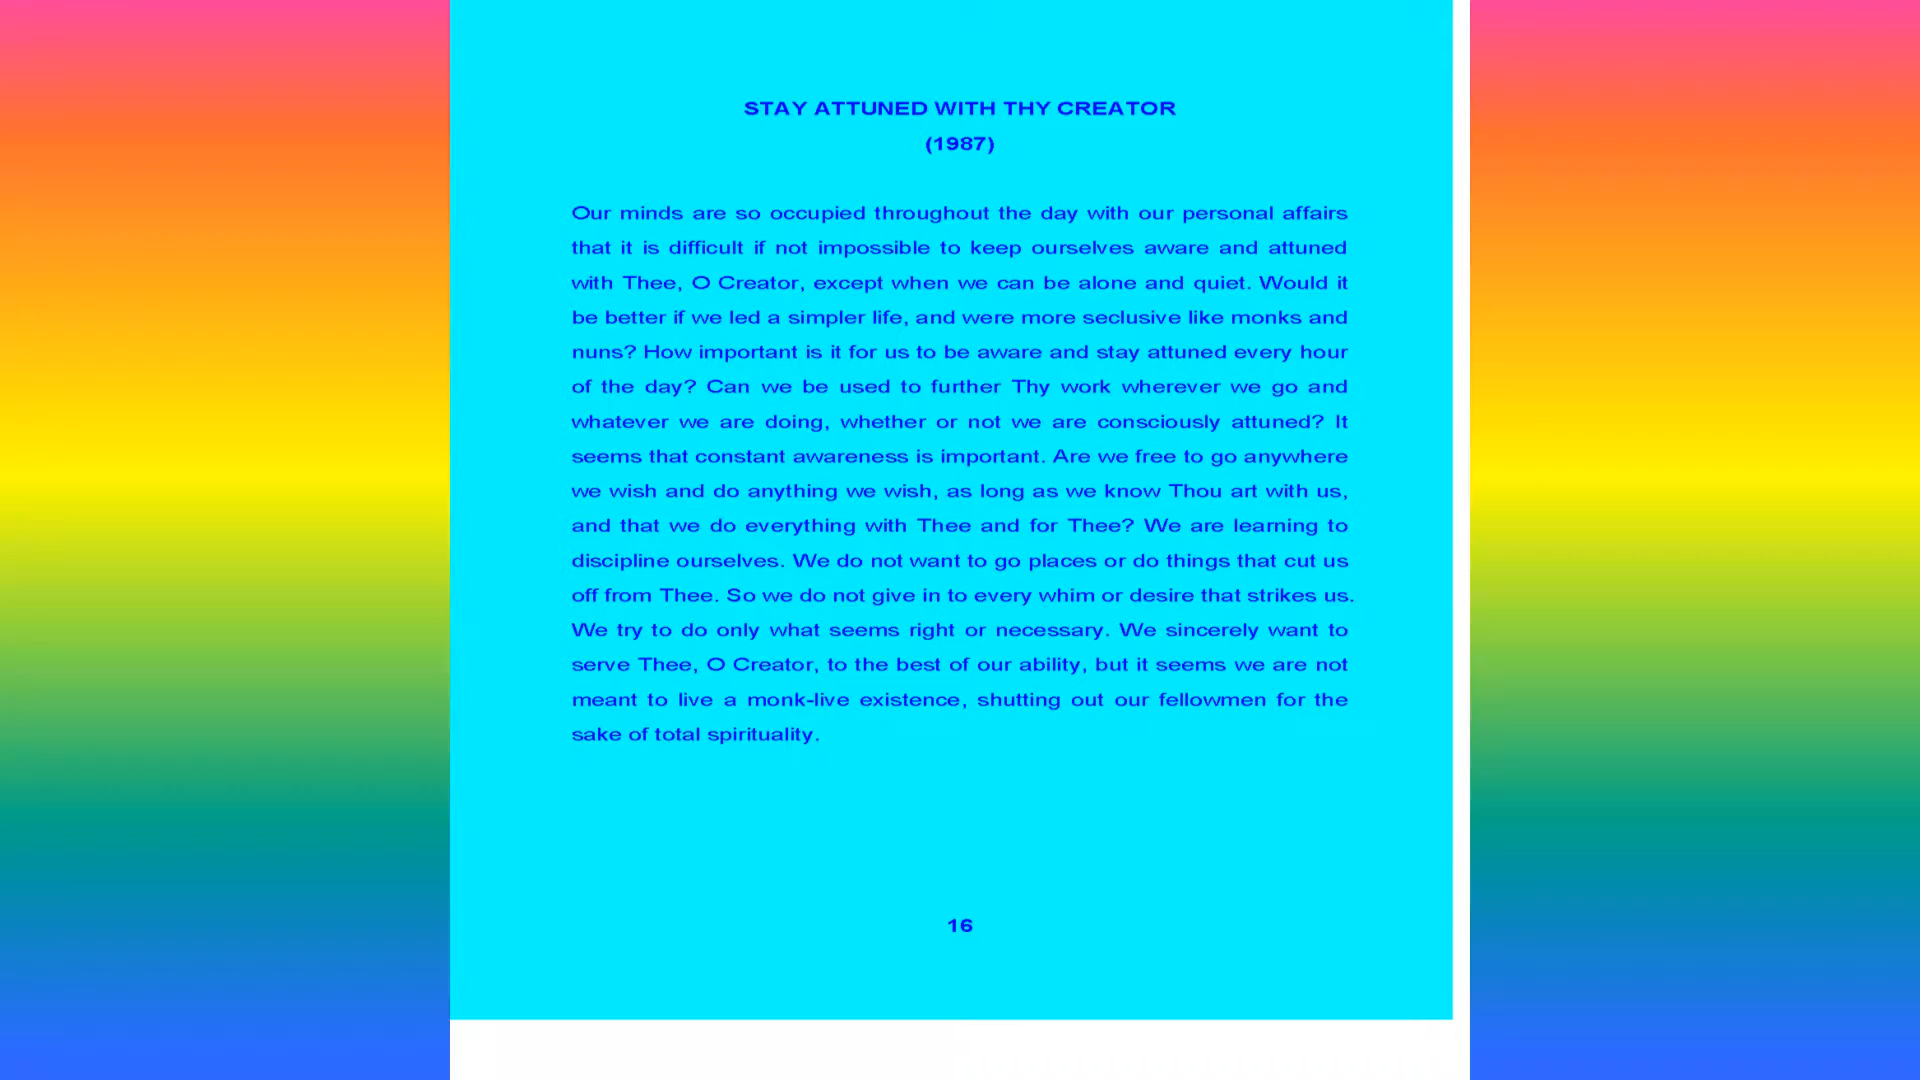 STAY ATTUNED WITH THY CREATOR
(1987)
Our minds are so occupied throughout the day with our personal affairs
that it is difficult if not impossible to keep ourselves aware and attuned
with Thee, O Creator, except when we can be alone and quiet. Would it
be better if we led a simpler life, and were more seclusive like monks and
nuns? How important is it for us to be aware and stay attuned every hour
of the day? Can we be used to further Thy work wherever we go and
whatever we are doing, whether or not we are consciously attuned? It
seems that constant awareness is important. Are we free to go anywhere
we wish and do anything we wish, as long as we know Thou art with us,
and that we do everything with Thee and for Thee? We are learning to
discipline ourselves. We do not want to go places or do things that cut us
off from Thee. So we do not give in to every whim or desire that strikes us.
We try to do only what seems right or necessary. We sincerely want to
serve Thee, O Creator, to the best of our ability, but it seems we are not
meant to live a monk-live existence, shutting out our fellowmen for the
sake of total spirituality.
16